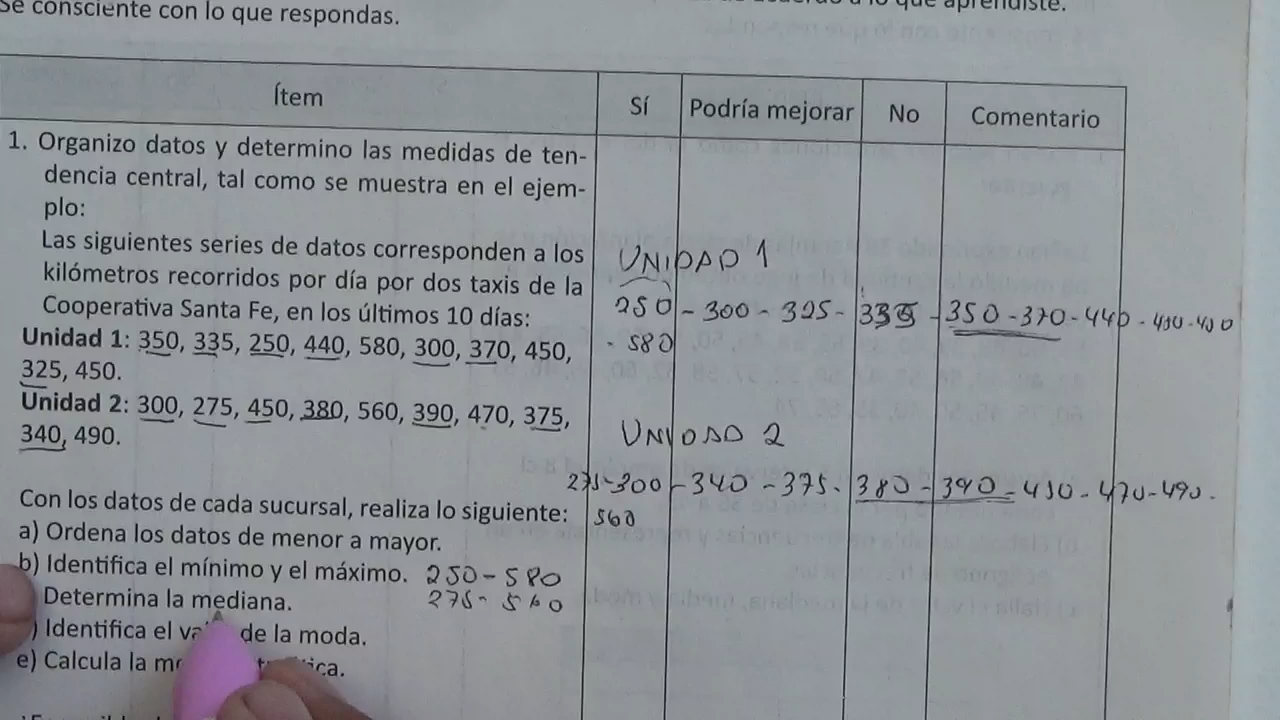 Se consciente con lo que respondas.
lo que aprendiste.
Ítem
Sí
Podría mejorar
No
Comentario
1. Organizo datos y determino las medidas de ten-
dencia central, tal como se muestra en el ejem-
plo:
Las siguientes series de datos corresponden a los
kilómetros recorridos por día por dos taxis de la
Cooperativa Santa Fe, en los últimos 10 días:
Unidad 1: 350, 335, 250, 440, 580, 300, 370, 450,
325, 450.
Unidad 2: 300, 275, 450, 380, 560, 390, 470, 375,
340, 490.
Con los datos de cada sucursal, realiza lo siguiente:
a) Ordena los datos de menor a mayor.
b) Identifica el mínimo y el máximo. 250-580
Determina la mediana. 275-560
) Identifica el de la moda.
e) Calcula la
UNIDAD 1
250 - 300 - 325 - 335 - 350 - 370 - 440 - 450 - 450
- 580
UNIDAD 2
275-300 - 340 - 375 - 380 - 390 - 450 - 470 - 490 -
560